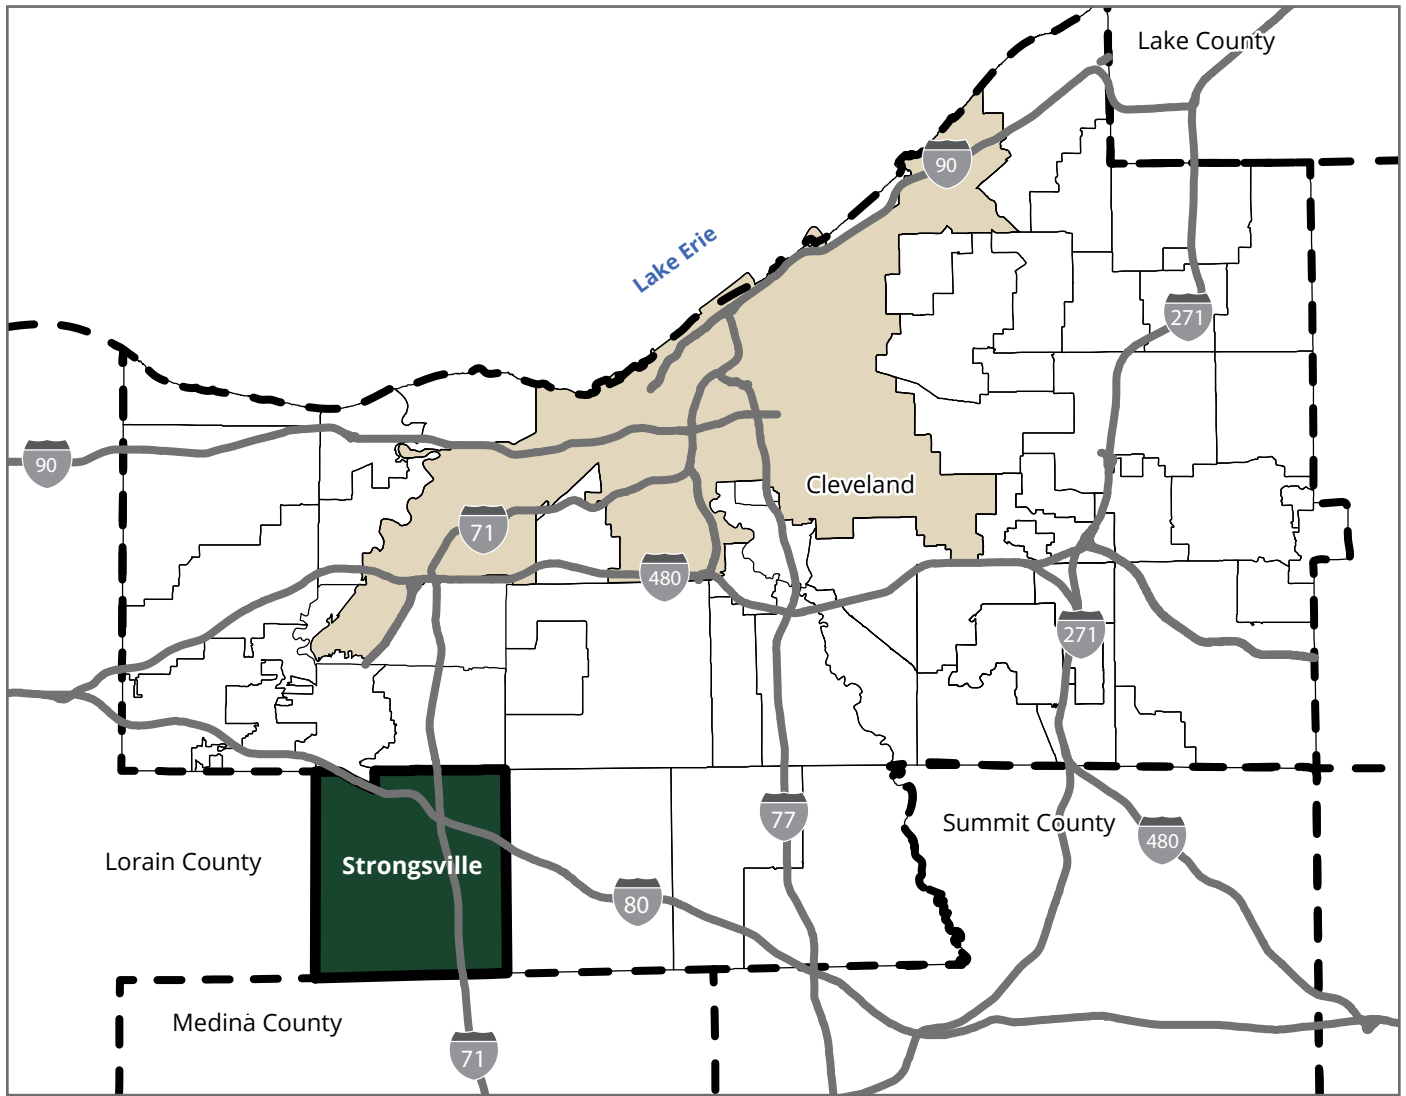 Lake County
90
Lake Erie
271
90
Cleveland
71
480
271
77
Summit County
480
Lorain County
Strongsville
80
Medina County
71